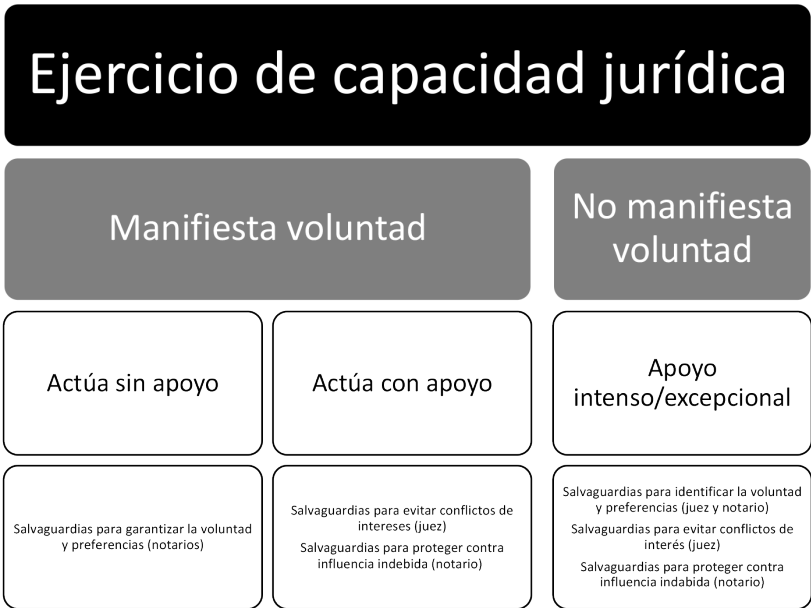 Ejercicio de capacidad jurídica
Manifiesta voluntad
No manifiesta
voluntad
Actúa sin apoyo
Actúa con apoyo
Apoyo
intenso/excepcional
Salvaguardias para garantizar la voluntad
y preferencias (notarios)
Salvaguardias para evitar conflictos de
intereses (juez)
Salvaguardias para proteger contra
influencia indebida (notario)
Salvaguardias para identificar la voluntad
y preferencias (juez y notario)
Salvaguardias para evitar conflictos de
interés (juez)
Salvaguardias para proteger contra
influencia indabida (notario)